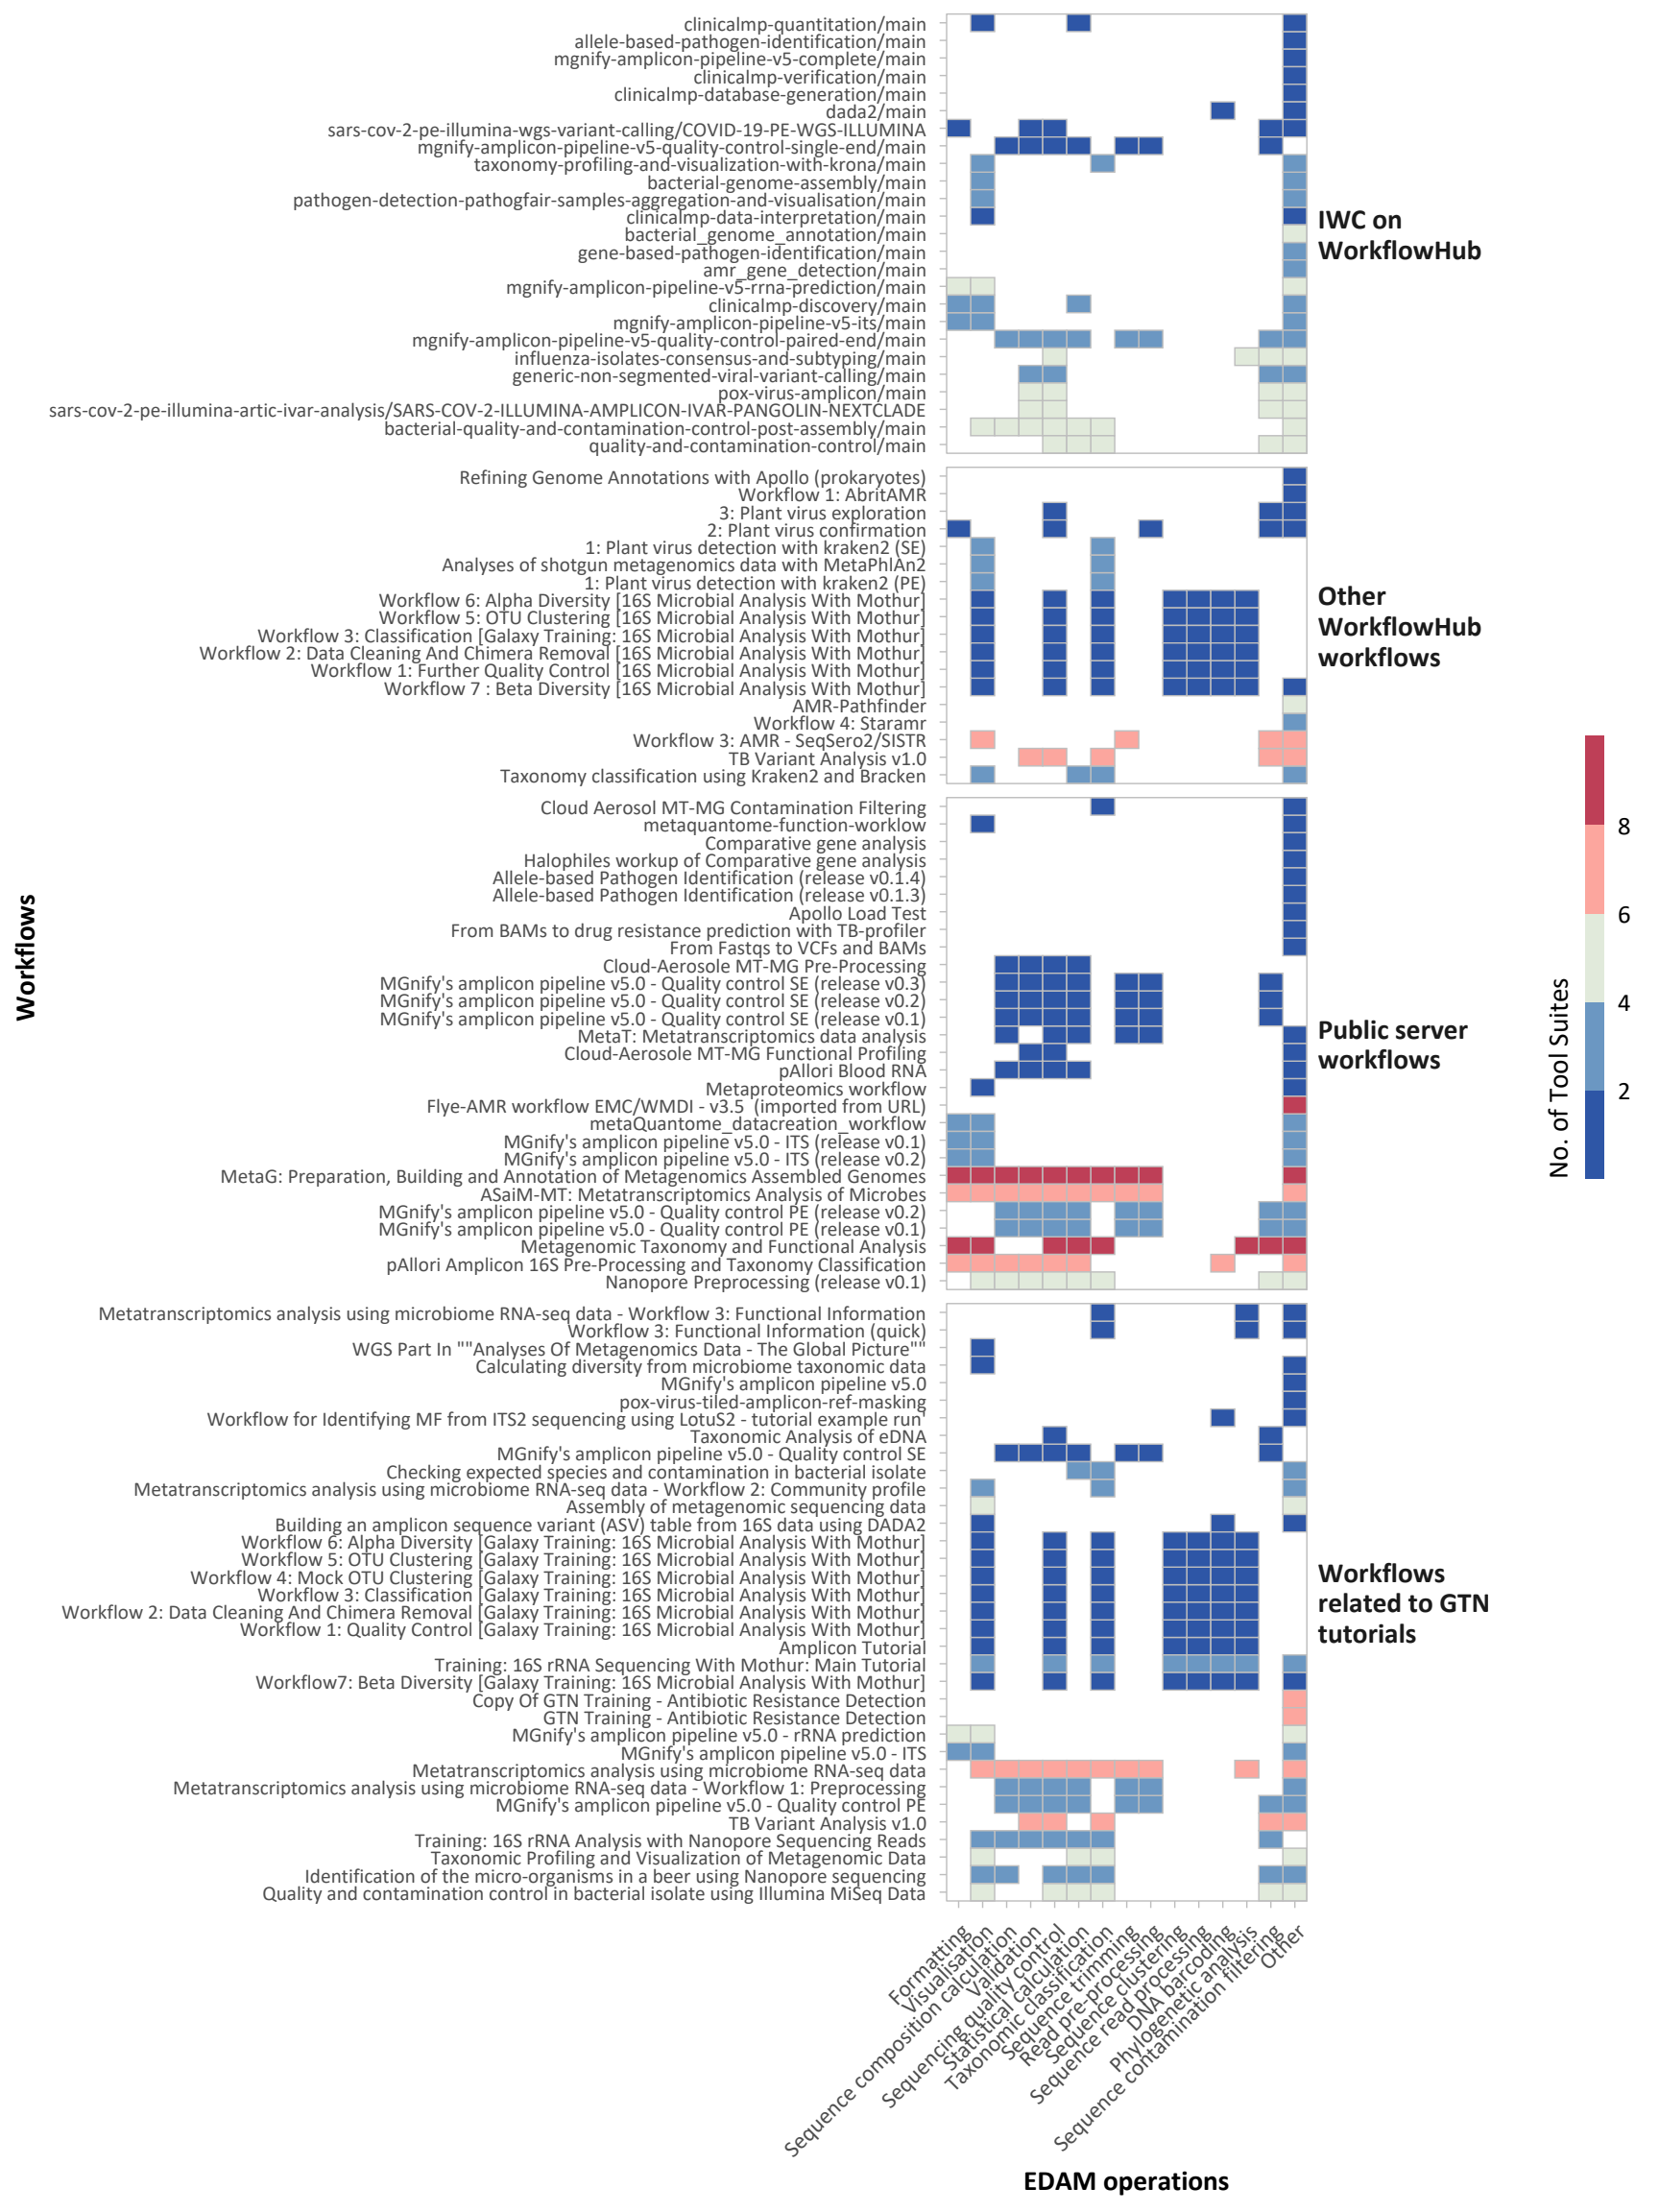 clinicalmp-quantitation/main
allele-based-pathogen-identification/main
mgnify-amplicon-pipeline-v5-complete/main
clinicalmp-verification/main
clinicalmp-database-generation/main
dada2/main
sars-cov-2-pe-illumina-wgs-variant-calling/COVID-19-PE-WGS-ILLUMINA
mgnify-amplicon-pipeline-v5-quality-control-single-end/main
taxonomy-profiling-and-visualization-with-krona/main
bacterial-genome-assembly/main
pathogen-detection-pathogfair-samples-aggregation-and-visualisation/main
clinicalmp-data-interpretation/main
bacterial_genome_annotation/main
gene-based-pathogen-identification/main
amr_gene_detection/main
mgnify-amplicon-pipeline-v5-rrna-prediction/main
clinicalmp-discovery/main
mgnify-amplicon-pipeline-v5-its/main
mgnify-amplicon-pipeline-v5-quality-control-paired-end/main
influenza-isolates-consensus-and-subtyping/main
generic-non-segmented-viral-variant-calling/main
pox-virus-amplicon/main
sars-cov-2-pe-illumina-artic-ivar-analysis/SARS-COV-2-ILLUMINA-AMPLICON-IVAR-PANGOLIN-NEXTCLADE
bacterial-quality-and-contamination-control-post-assembly/main
quality-and-contamination-control/main
IWC on
WorkflowHub
Refining Genome Annotations with Apollo (prokaryotes)
Workflow 1: AbritAMR
3: Plant virus exploration
2: Plant virus confirmation
1: Plant virus detection with kraken2 (SE)
Analyses of shotgun metagenomics data with MetaPhlAn2
1: Plant virus detection with kraken2 (PE)
Workflow 6: Alpha Diversity [16S Microbial Analysis With Mothur]
Workflow 5: OTU Clustering [16S Microbial Analysis With Mothur]
Workflow 3: Classification [Galaxy Training: 16S Microbial Analysis With Mothur]
Workflow 2: Data Cleaning And Chimera Removal [16S Microbial Analysis With Mothur]
Workflow 1: Further Quality Control [16S Microbial Analysis With Mothur]
Workflow 7 : Beta Diversity [16S Microbial Analysis With Mothur]
AMR-Pathfinder
Workflow 4: Staramr
Workflow 3: AMR - SeqSero2/SISTR
TB Variant Analysis v1.0
Taxonomy classification using Kraken2 and Bracken
Other
WorkflowHub
workflows
Cloud Aerosol MT-MG Contamination Filtering
metaquantome-function-worklow
Comparative gene analysis
Halophiles workup of Comparative gene analysis
Allele-based Pathogen Identification (release v0.1.4)
Allele-based Pathogen Identification (release v0.1.3)
Apollo Load Test
From BAMs to drug resistance prediction with TB-profiler
From Fastqs to VCFs and BAMs
Cloud-Aerosole MT-MG Pre-Processing
MGnify's amplicon pipeline v5.0 - Quality control SE (release v0.3)
MGnify's amplicon pipeline v5.0 - Quality control SE (release v0.2)
MGnify's amplicon pipeline v5.0 - Quality control SE (release v0.1)
MetaT: Metatranscriptomics data analysis
Cloud-Aerosole MT-MG Functional Profiling
pAllori Blood RNA
Metaproteomics workflow
Flye-AMR workflow EMC/WMDI - v3.5 (imported from URL)
metaQuantome_datacreation_workflow
MGnify's amplicon pipeline v5.0 - ITS (release v0.1)
MGnify's amplicon pipeline v5.0 - ITS (release v0.2)
MetaG: Preparation, Building and Annotation of Metagenomics Assembled Genomes
ASaiM-MT: Metatranscriptomics Analysis of Microbes
MGnify's amplicon pipeline v5.0 - Quality control PE (release v0.2)
MGnify's amplicon pipeline v5.0 - Quality control PE (release v0.1)
Metagenomic Taxonomy and Functional Analysis
pAllori Amplicon 16S Pre-Processing and Taxonomy Classification
Nanopore Preprocessing (release v0.1)
Public server
workflows
Metatranscriptomics analysis using microbiome RNA-seq data - Workflow 3: Functional Information
Workflow 3: Functional Information (quick)
WGS Part In ""Analyses Of Metagenomics Data - The Global Picture""
Calculating diversity from microbiome taxonomic data
MGnify's amplicon pipeline v5.0
pox-virus-tiled-amplicon-ref-masking
Workflow for Identifying MF from ITS2 sequencing using LotuS2 - tutorial example run'
Taxonomic Analysis of eDNA
MGnify's amplicon pipeline v5.0 - Quality control SE
Checking expected species and contamination in bacterial isolate
Metatranscriptomics analysis using microbiome RNA-seq data - Workflow 2: Community profile
Assembly of metagenomic sequencing data
Building an amplicon sequence variant (ASV) table from 16S data using DADA2
Workflow 6: Alpha Diversity [Galaxy Training: 16S Microbial Analysis With Mothur]
Workflow 5: OTU Clustering [Galaxy Training: 16S Microbial Analysis With Mothur]
Workflow 4: Mock OTU Clustering [Galaxy Training: 16S Microbial Analysis With Mothur]
Workflow 3: Classification [Galaxy Training: 16S Microbial Analysis With Mothur]
Workflow 2: Data Cleaning And Chimera Removal [Galaxy Training: 16S Microbial Analysis With Mothur]
Workflow 1: Quality Control [Galaxy Training: 16S Microbial Analysis With Mothur]
Amplicon Tutorial
Training: 16S rRNA Sequencing With Mothur: Main Tutorial
Workflow7: Beta Diversity [Galaxy Training: 16S Microbial Analysis With Mothur]
Copy Of GTN Training - Antibiotic Resistance Detection
GTN Training - Antibiotic Resistance Detection
MGnify's amplicon pipeline v5.0 - rRNA prediction
MGnify's amplicon pipeline v5.0 - ITS
Metatranscriptomics analysis using microbiome RNA-seq data
Metatranscriptomics analysis using microbiome RNA-seq data - Workflow 1: Preprocessing
MGnify's amplicon pipeline v5.0 - Quality control PE
TB Variant Analysis v1.0
Training: 16S rRNA Analysis with Nanopore Sequencing Reads
Taxonomic Profiling and Visualization of Metagenomic Data
Identification of the micro-organisms in a beer using Nanopore sequencing
Quality and contamination control in bacterial isolate using Illumina MiSeq Data
Workflows
related to GTN
tutorials
Workflows
No. of Tool Suites
8
6
4
2
Formatting
Visualisation
Sequence composition calculation
Validation
Sequencing quality control
Statistical calculation
Taxonomic classification
Sequence trimming
Read pre-processing
Sequence clustering
Sequence read processing
DNA barcoding
Phylogenetic analysis
Sequence contamination filtering
Other
EDAM operations